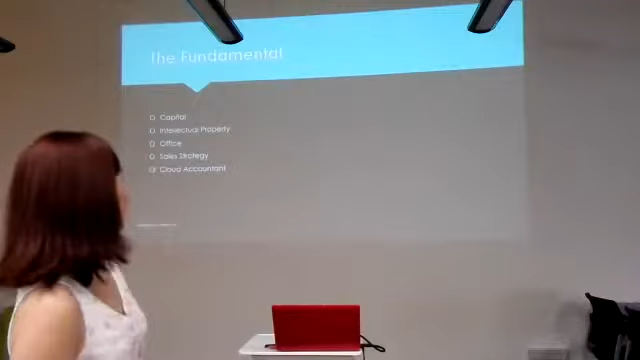 The Fundamental
Capital
Intellectual Property
Office
Sales Strategy
Cloud Accountant